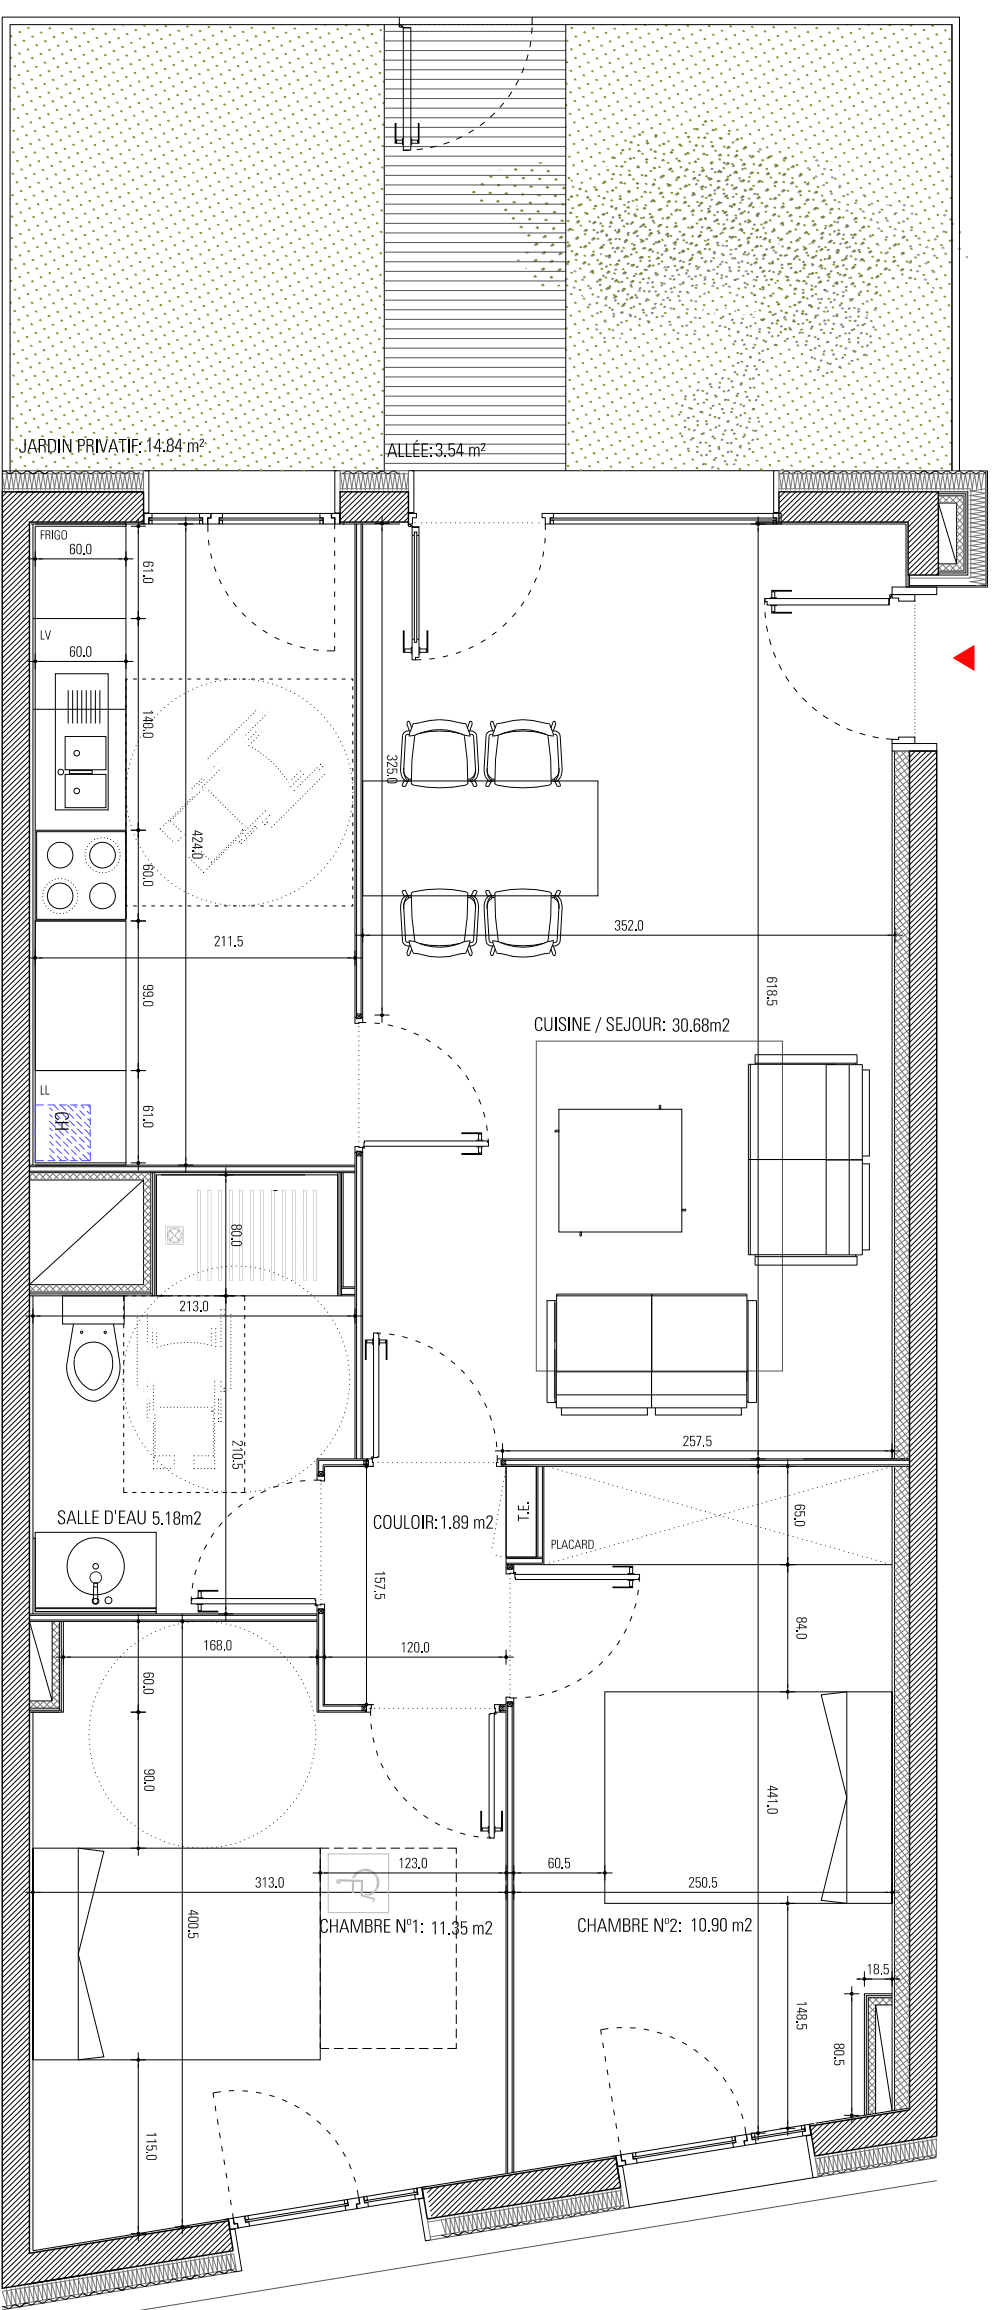 JARDIN PRIVATIF: 14.84 m²
ALLÉE: 3.54 m²
FRIGO
60.0
61.0
LV
60.0
140.0
325.0
424.0
60.0
352.0
211.5
618.5
99.0
CUISINE / SEJOUR: 30.68m2
LL
CH
61.0
80.0
213.0
257.5
210.5
SALLE D'EAU 5.18m2
COULOIR: 1.89 m2
T.E.
65.0
PLACARD
157.5
84.0
168.0
120.0
60.0
90.0
441.0
123.0
60.5
313.0
250.5
400.5
CHAMBRE Nº1: 11.35 m2
CHAMBRE Nº2: 10.90 m2
18.5
148.5
80.5
115.0